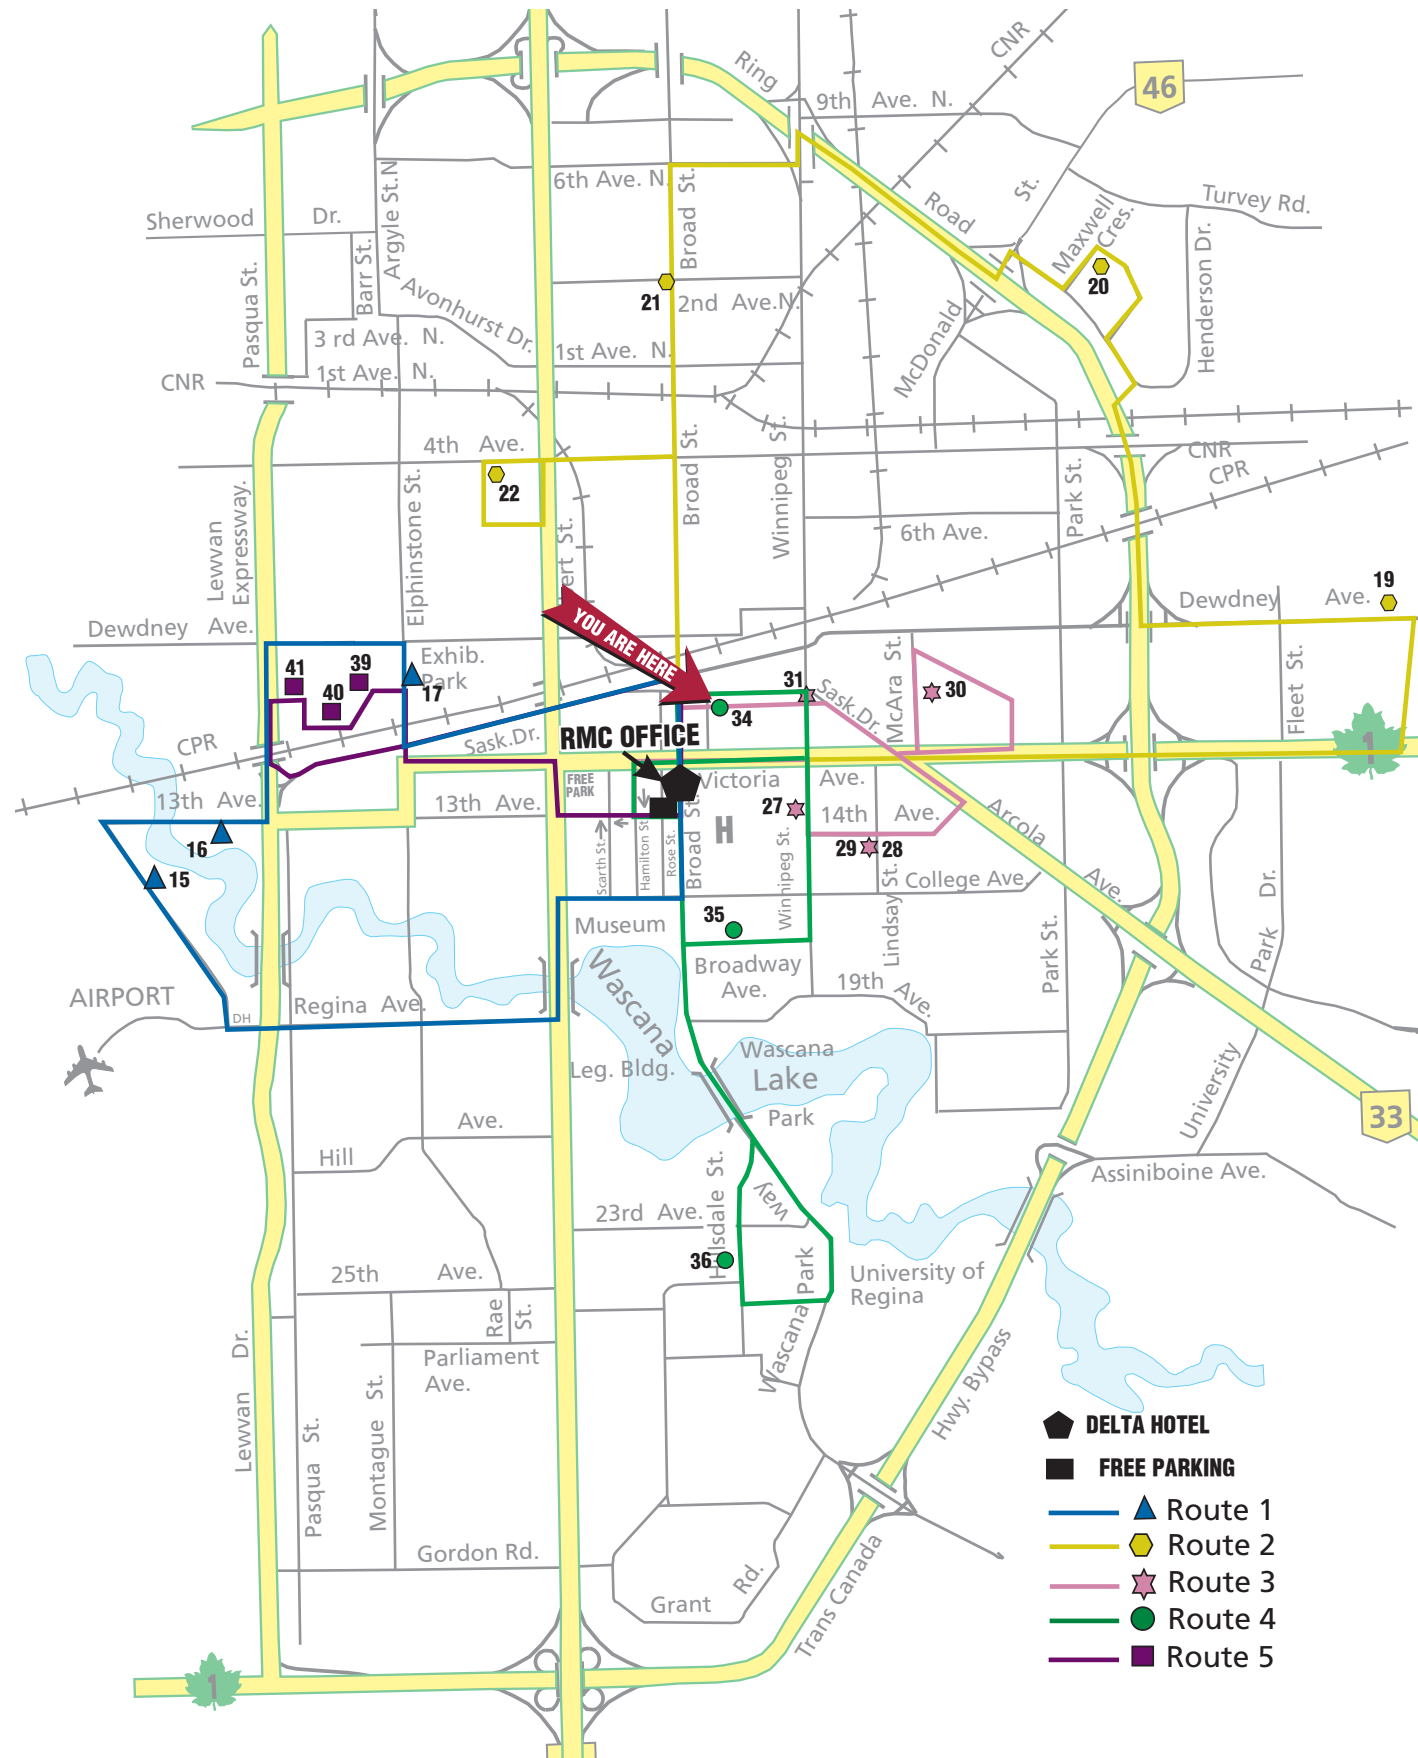 CNR
Ring
46
9th Ave. N.
6th Ave. N.
Broad St.
Argyle St.N
St.
Turvey Rd.
Maxwell
Cres.
Road
Sherwood Dr.
Pasqua St.
Barr St.
Henderson Dr.
20
21
2nd Ave.N.
Avonhurst Dr.
3 rd Ave. N.
1st Ave. N.
McDonald
CNR
1st Ave. N.
4th Ave.
Broad St.
Winnipeg St.
CNR
CPR
Park St.
22
Elphinstone St.
Lewvan
Expressway.
6th Ave.
ert St.
19
Dewdney Ave.
Dewdney Ave.
YOU ARE HERE
Exhib.
Park
41
39
40
17
31
Sask.Dr.
McAra St.
30
Fleet St.
34
RMC OFFICE
CPR
Sask.Dr.
1
FREE
PARK
Victoria Ave.
13th Ave.
13th Ave.
27
14th Ave.
Arcola Ave.
H
16
15
29
28
Scarth St.
Hamilton St.
Rose St.
Broad St.
Winnipeg St.
Lindsay St.
College Ave.
Park Dr.
35
Museum
Broadway
Ave.
19th Ave.
Park St.
AIRPORT
DH
Regina Ave.
Wascana
Leg. Bldg.
Wascana
Lake
Park
University
33
Hill Ave.
Assiniboine Ave.
Hillsdale St.
23rd Ave.
Way
36
25th Ave.
University of
Regina
Wascana Park
Rae St.
Lewvan Dr.
Parliament
Ave.
Hwy. Bypass
Pasqua St.
Montague St.
DELTA HOTEL
FREE PARKING
Route 1
Route 2
Route 3
Route 4
Route 5
Gordon Rd.
Grant Rd.
Trans Canada
1